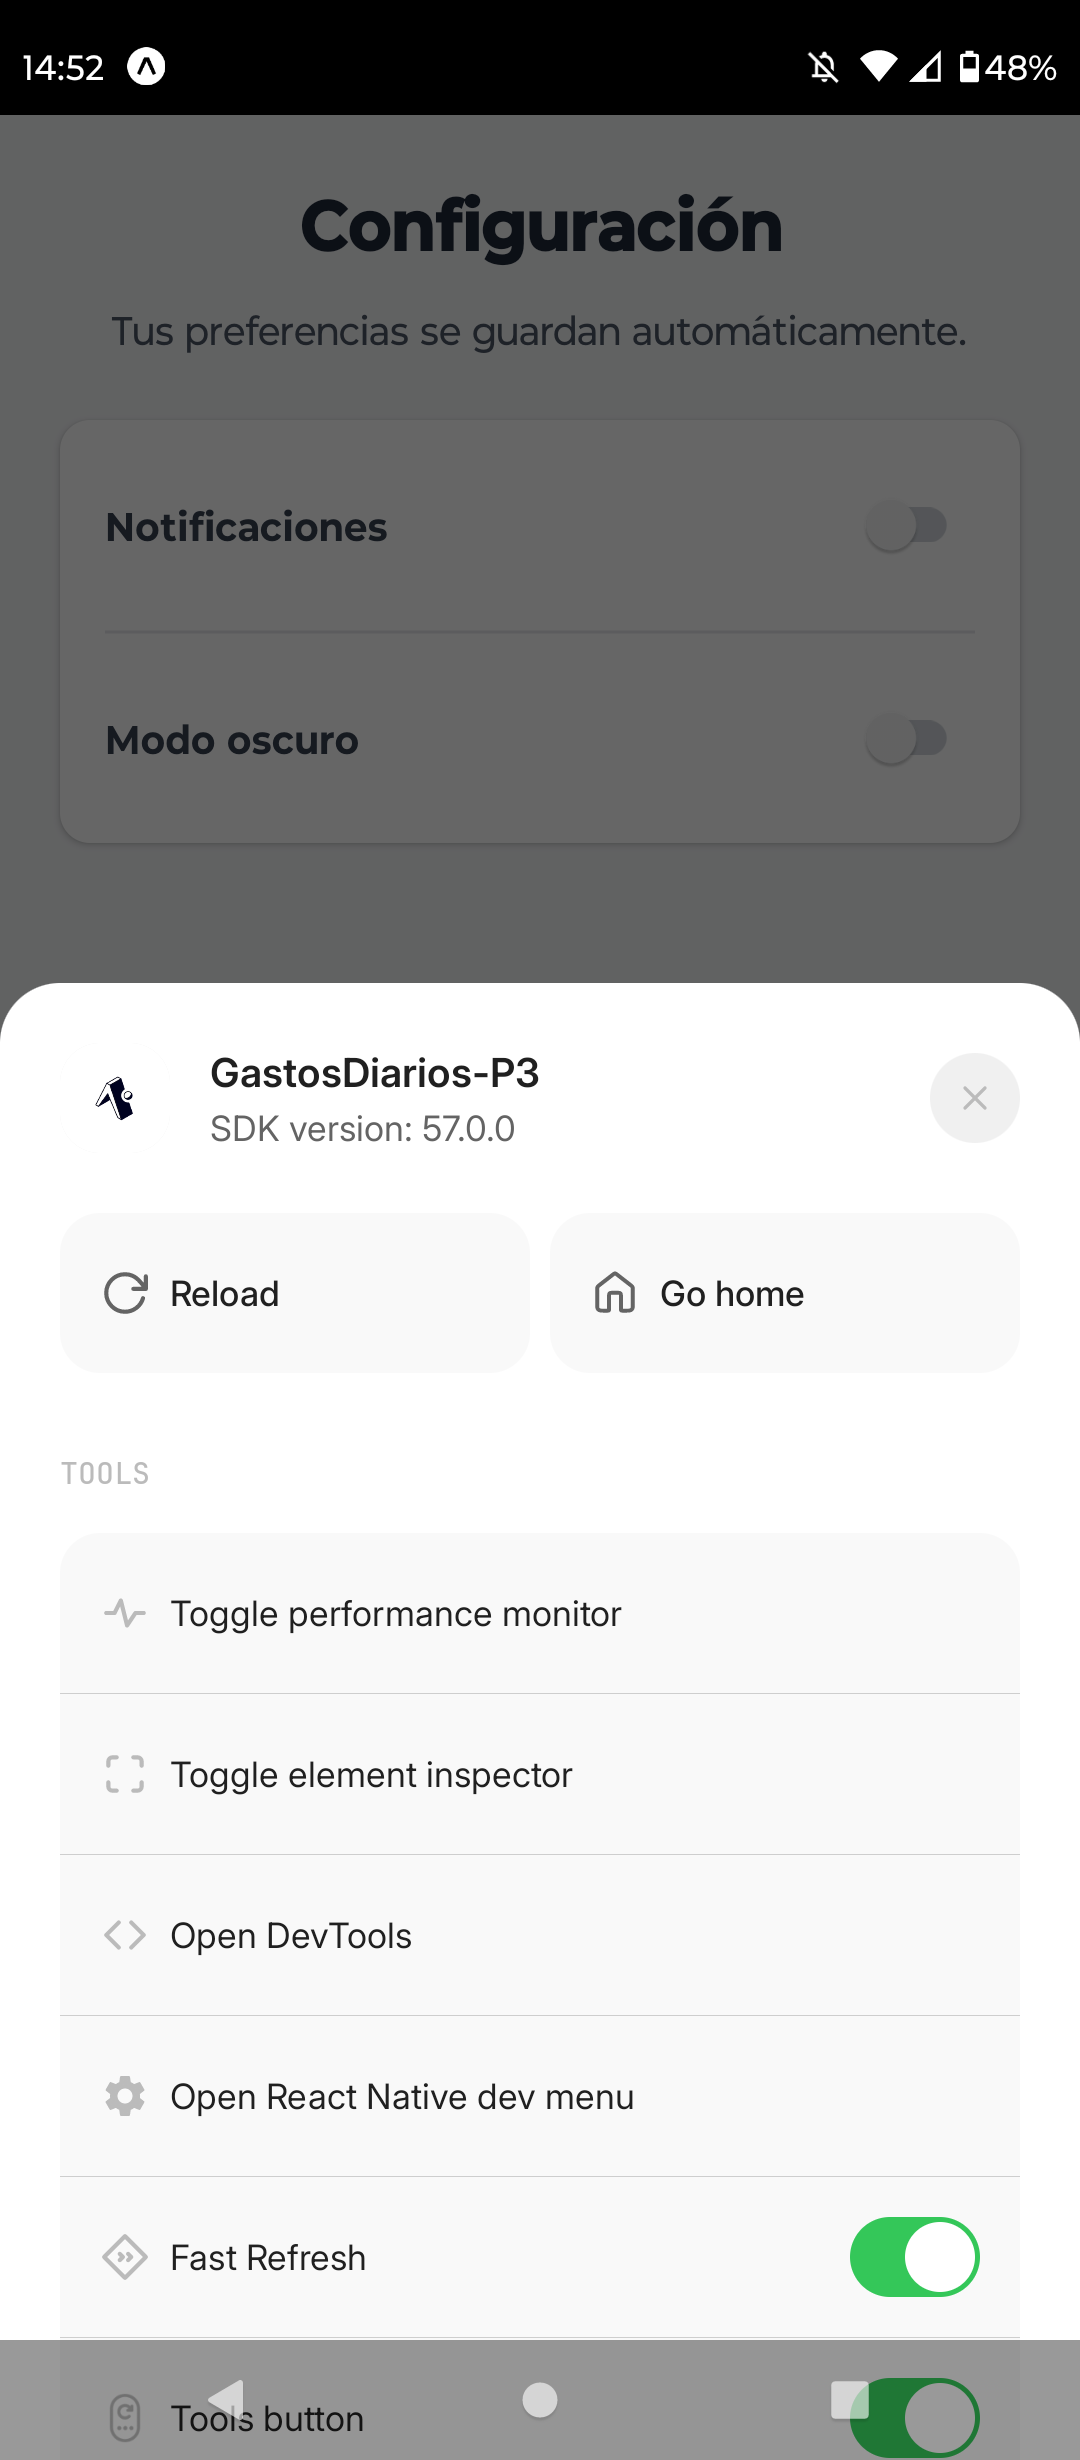 14:52
48%
Configuración
Tus preferencias se guardan automáticamente.
Notificaciones
Modo oscuro
GastosDiarios-P3
SDK version: 57.0.0
Reload
Go home
TOOLS
Toggle performance monitor
Toggle element inspector
Open DevTools
Open React Native dev menu
Fast Refresh
Tools button